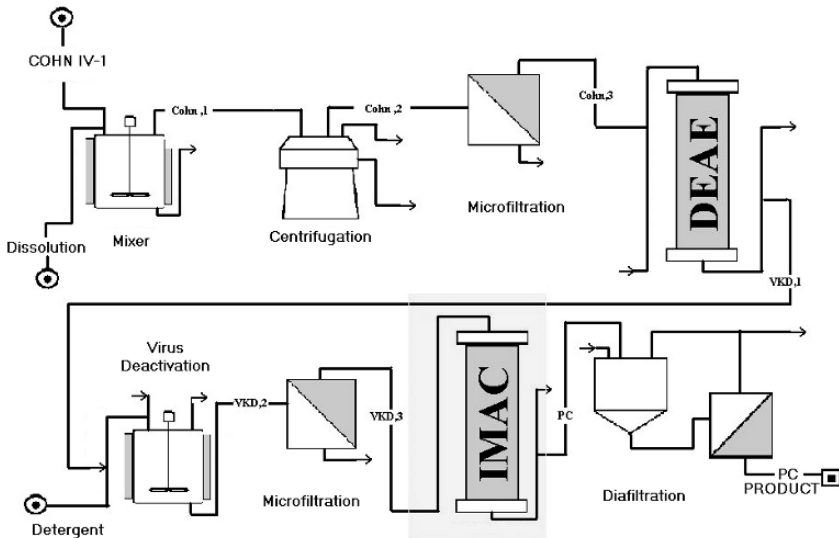 COHN IV-1
Cohn ,1
Cohn ,2
Cohn,3
DEAE
Microfiltration
Dissolution
Mixer
Centrifugation
VKD,1
Virus
Deactivation
VKD,2
VKD,3
IMAC
PC
PC
PRODUCT
Microfiltration
Diafiltration
Detergent